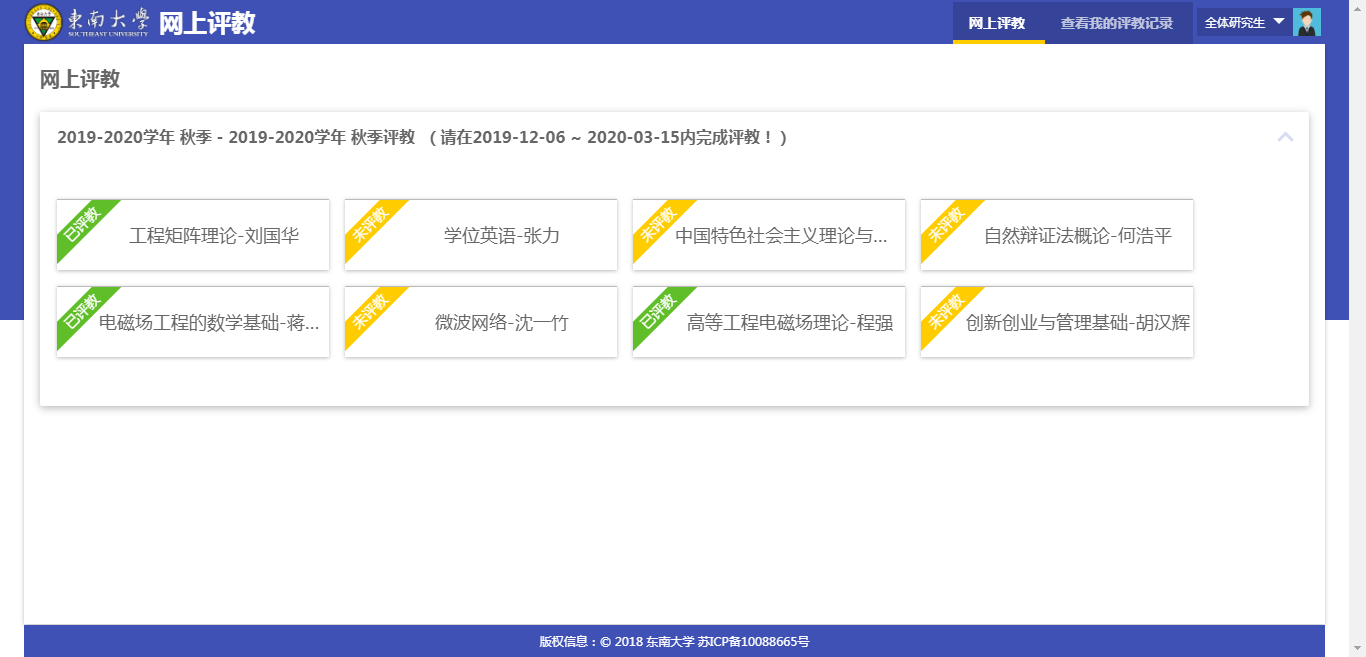 東南大學
SOUTHEAST UNIVERSITY
网上评教
网上评教
查看我的评教记录
全体研究生
网上评教
2019-2020学年 秋季 - 2019-2020学年 秋季评教 （请在2019-12-06 ~ 2020-03-15内完成评教！）
已评教
工程矩阵理论-刘国华
未评教
学位英语-张力
未评教
中国特色社会主义理论与...
未评教
自然辩证法概论-何浩平
已评教
电磁场工程的数学基础-蒋...
未评教
微波网络-沈一竹
已评教
高等工程电磁场理论-程强
未评教
创新创业与管理基础-胡汉辉
版权信息：© 2018 东南大学 苏ICP备10088665号